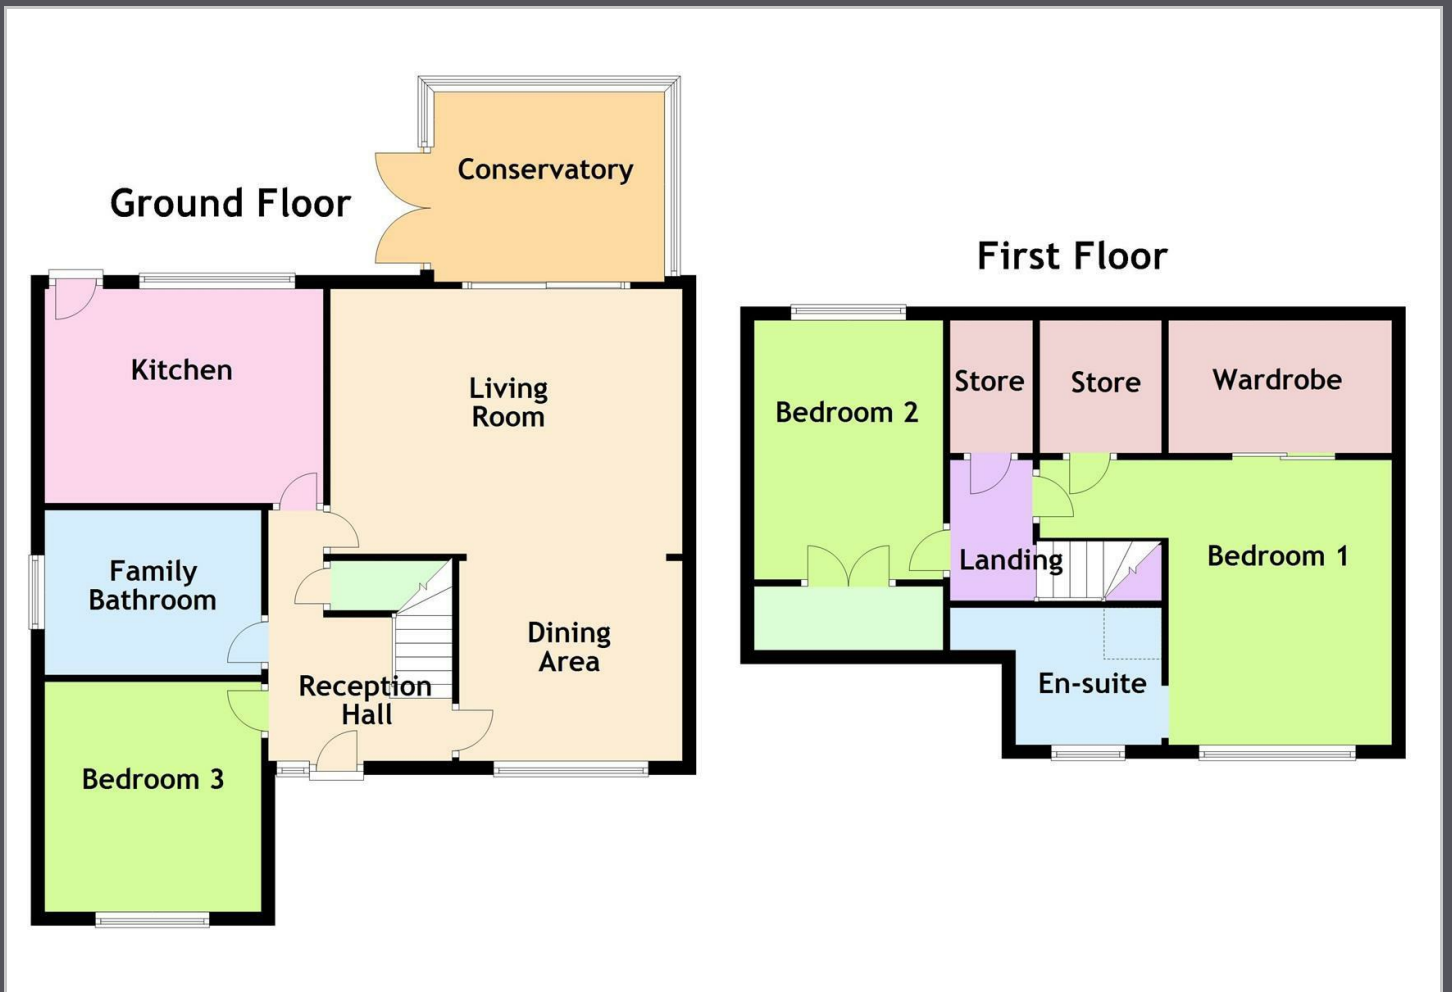 Ground Floor
Conservatory
Kitchen
Living
Room
Family
Bathroom
Dining
Area
Reception
Hall
Bedroom 3
First Floor
Bedroom 2
Store
Store
Wardrobe
Landing
Bedroom 1
En-suite